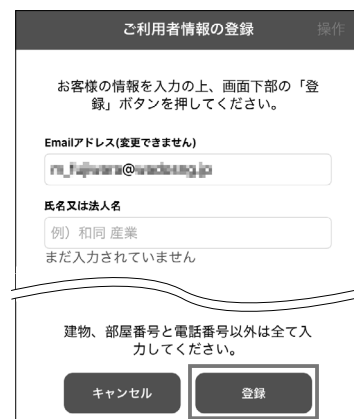 ご利用者情報の登録
操作
お客様の情報を入力の上、画面下部の「登
録」ボタンを押してください。
Emailアドレス(変更できません)
氏名又は法人名
例）和同 産業
まだ入力されていません
建物、部屋番号と電話番号以外は全て入
力してください。
キャンセル
登録